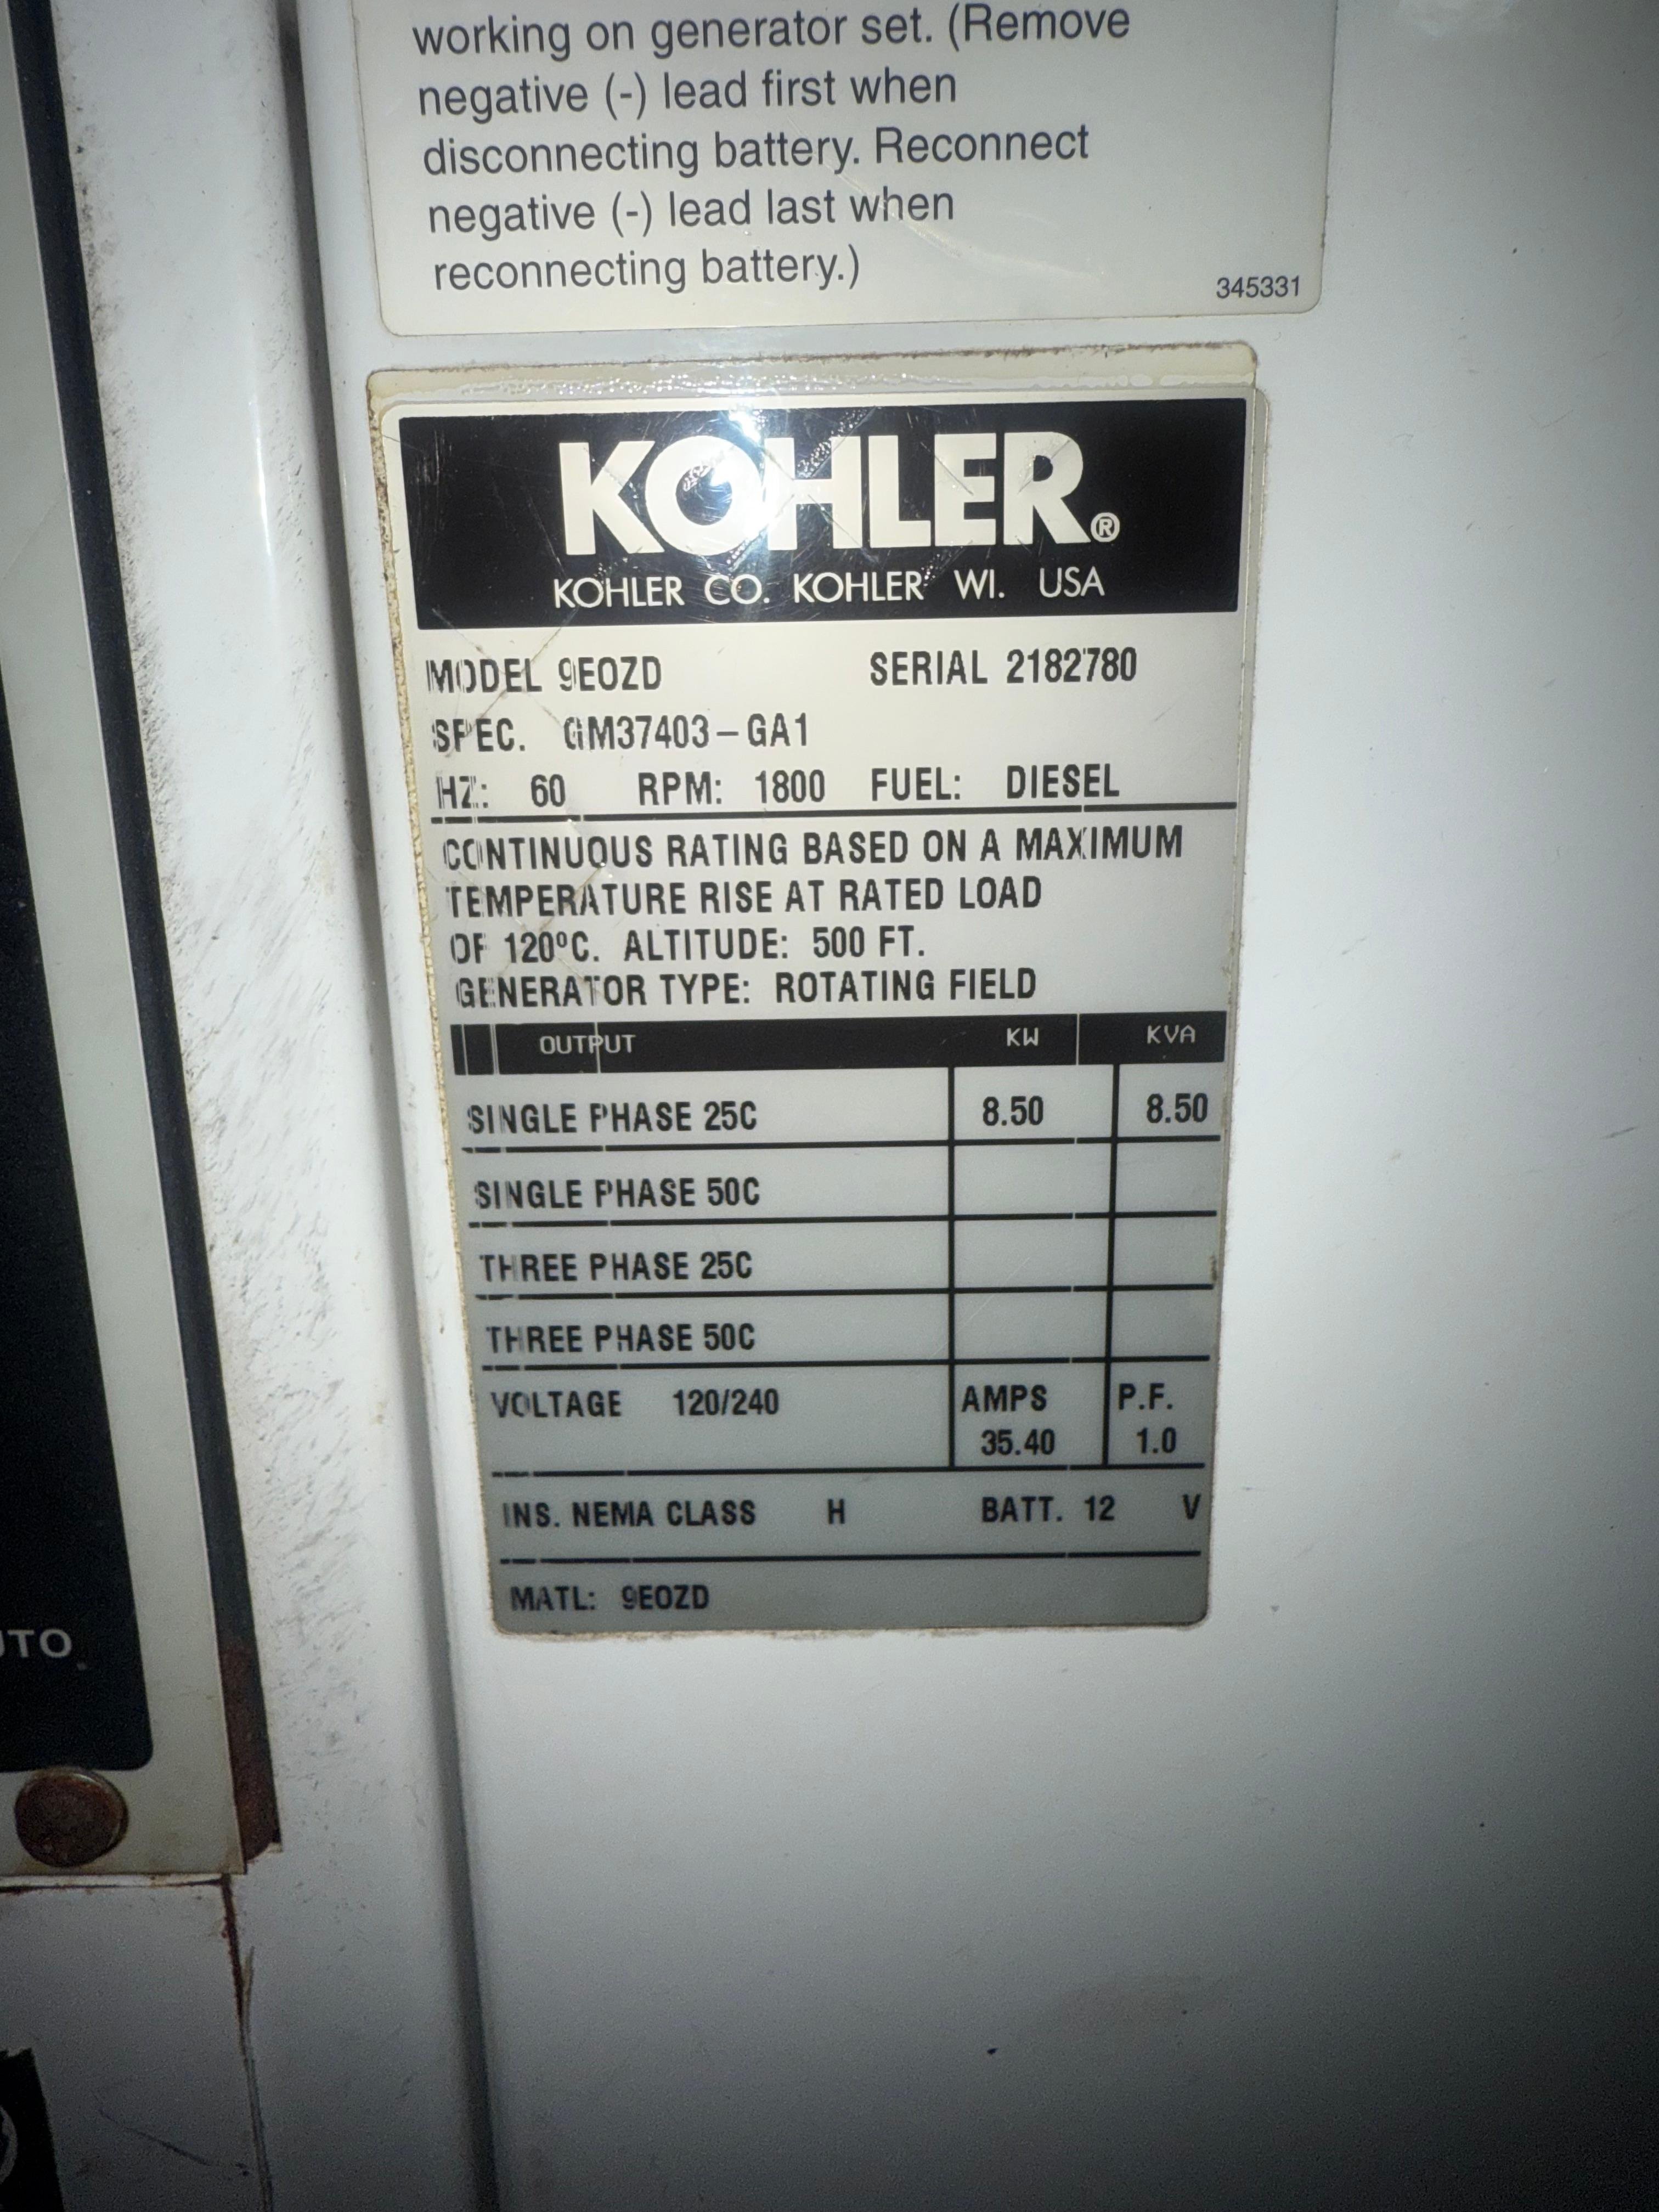 working on generator set. (Remove
negative (-) lead first when
disconnecting battery. Reconnect
negative (-) lead last when
reconnecting battery.)
345331
KOHLER®
KOHLER CO. KOHLER WI. USA
MODEL 9EOZD SERIAL 2182780
SPEC. GM37403-GA1
HZ: 60 RPM: 1800 FUEL: DIESEL
CONTINUOUS RATING BASED ON A MAXIMUM
TEMPERATURE RISE AT RATED LOAD
OF 120ºC. ALTITUDE: 500 FT.
GENERATOR TYPE: ROTATING FIELD
OUTPUT KW KVA
SINGLE PHASE 25C 8.50 8.50
SINGLE PHASE 50C
THREE PHASE 25C
THREE PHASE 50C
VOLTAGE 120/240 AMPS P.F.
35.40 1.0
INS. NEMA CLASS H BATT. 12 V
MATL: 9EOZD